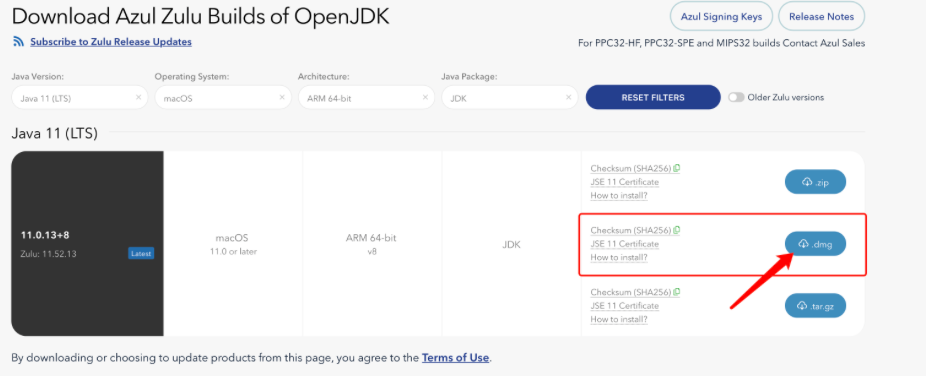 Download Azul Zulu Builds of OpenJDK
Azul Signing Keys
Release Notes
Subscribe to Zulu Release Updates
For PPC32-HF, PPC32-SPE and MIPS32 builds Contact Azul Sales
Java Version:
Operating System:
Architecture:
Java Package:
Java 11 (LTS) ×
macOS ×
ARM 64-bit ×
JDK ×
RESET FILTERS
Older Zulu versions
Java 11 (LTS)
11.0.13+8
Zulu: 11.52.13
Latest
macOS
11.0 or later
ARM 64-bit
v8
JDK
Checksum (SHA256)
JSE 11 Certificate
How to install?
.zip
Checksum (SHA256)
JSE 11 Certificate
How to install?
.dmg
Checksum (SHA256)
JSE 11 Certificate
How to install?
.tar.gz
By downloading or choosing to update products from this page, you agree to the Terms of Use.